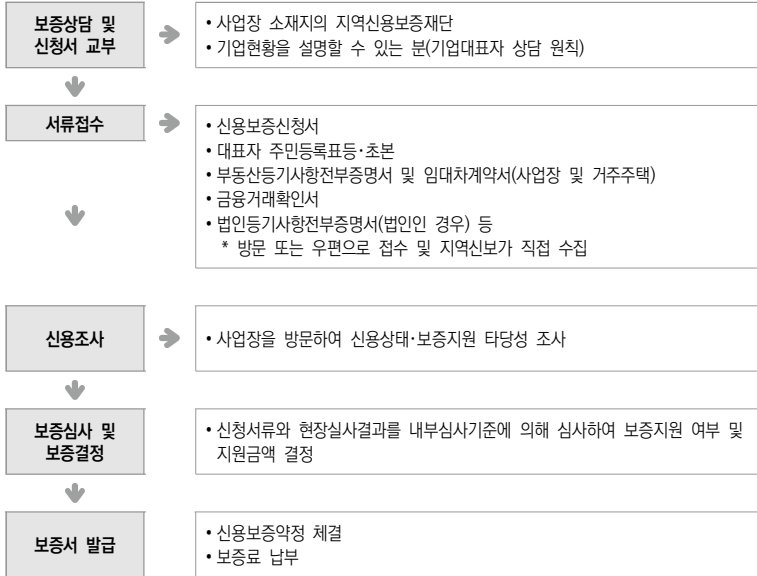 보증상담 및
신청서 교부
• 사업장 소재지의 지역신용보증재단
• 기업현황을 설명할 수 있는 분(기업대표자 상담 원칙)
서류접수
• 신용보증신청서
• 대표자 주민등록표등·초본
• 부동산등기사항전부증명서 및 임대차계약서(사업장 및 거주주택)
• 금융거래확인서
• 법인등기사항전부증명서(법인인 경우) 등
* 방문 또는 우편으로 접수 및 지역신보가 직접 수집
신용조사
• 사업장을 방문하여 신용상태·보증지원 타당성 조사
보증심사 및
보증결정
• 신청서류와 현장실사결과를 내부심사기준에 의해 심사하여 보증지원 여부 및
지원금액 결정
보증서 발급
• 신용보증약정 체결
• 보증료 납부